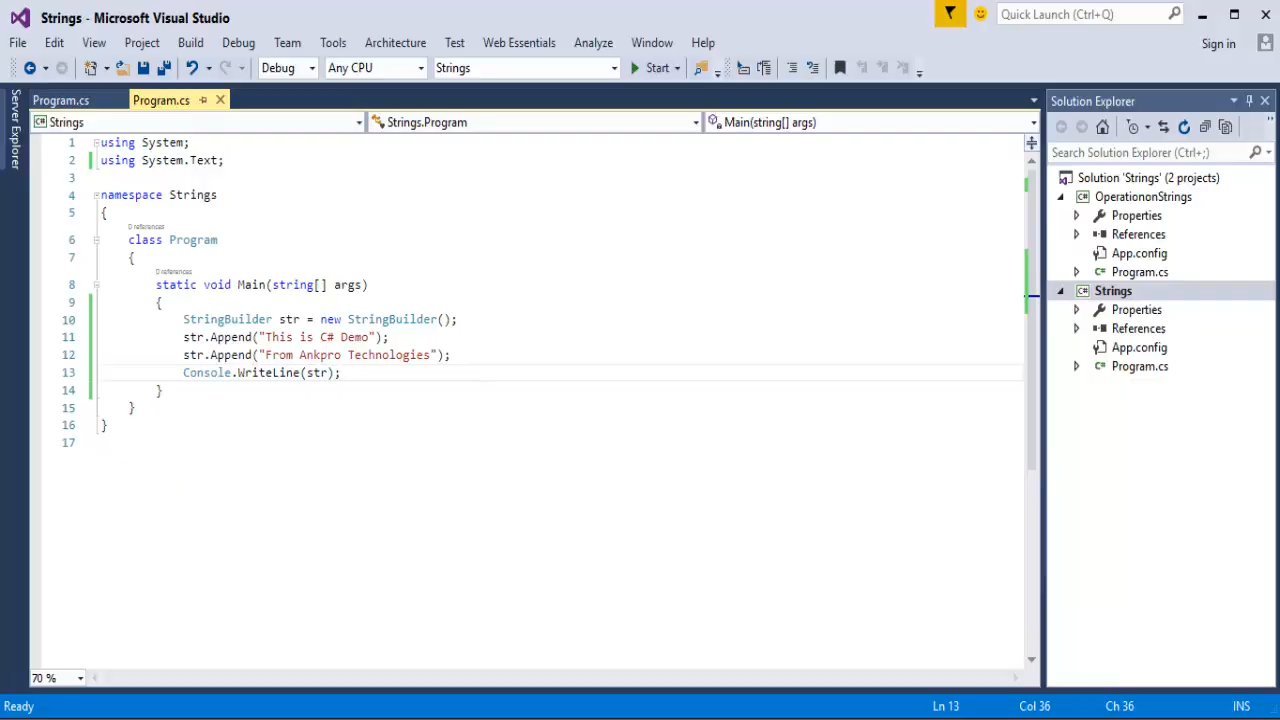 Strings - Microsoft Visual Studio
Quick Launch (Ctrl+Q)
File Edit View Project Build Debug Team Tools Architecture Test Web Essentials Analyze Window Help
Sign in
Debug Any CPU Strings Start
Server Explorer
Program.cs Program.cs
Strings Strings.Program Main(string[] args)
1 using System;
2 using System.Text;
3
4 namespace Strings
5 {
0 references
6 class Program
7 {
0 references
8 static void Main(string[] args)
9 {
10 StringBuilder str = new StringBuilder();
11 str.Append("This is C# Demo");
12 str.Append("From Ankpro Technologies");
13 Console.WriteLine(str);
14 }
15 }
16 }
17
70 %
Solution Explorer
Search Solution Explorer (Ctrl+;)
Solution 'Strings' (2 projects)
C# OperationonStrings
Properties
References
App.config
C# Program.cs
C# Strings
Properties
References
App.config
C# Program.cs
Ready Ln 13 Col 36 Ch 36 INS